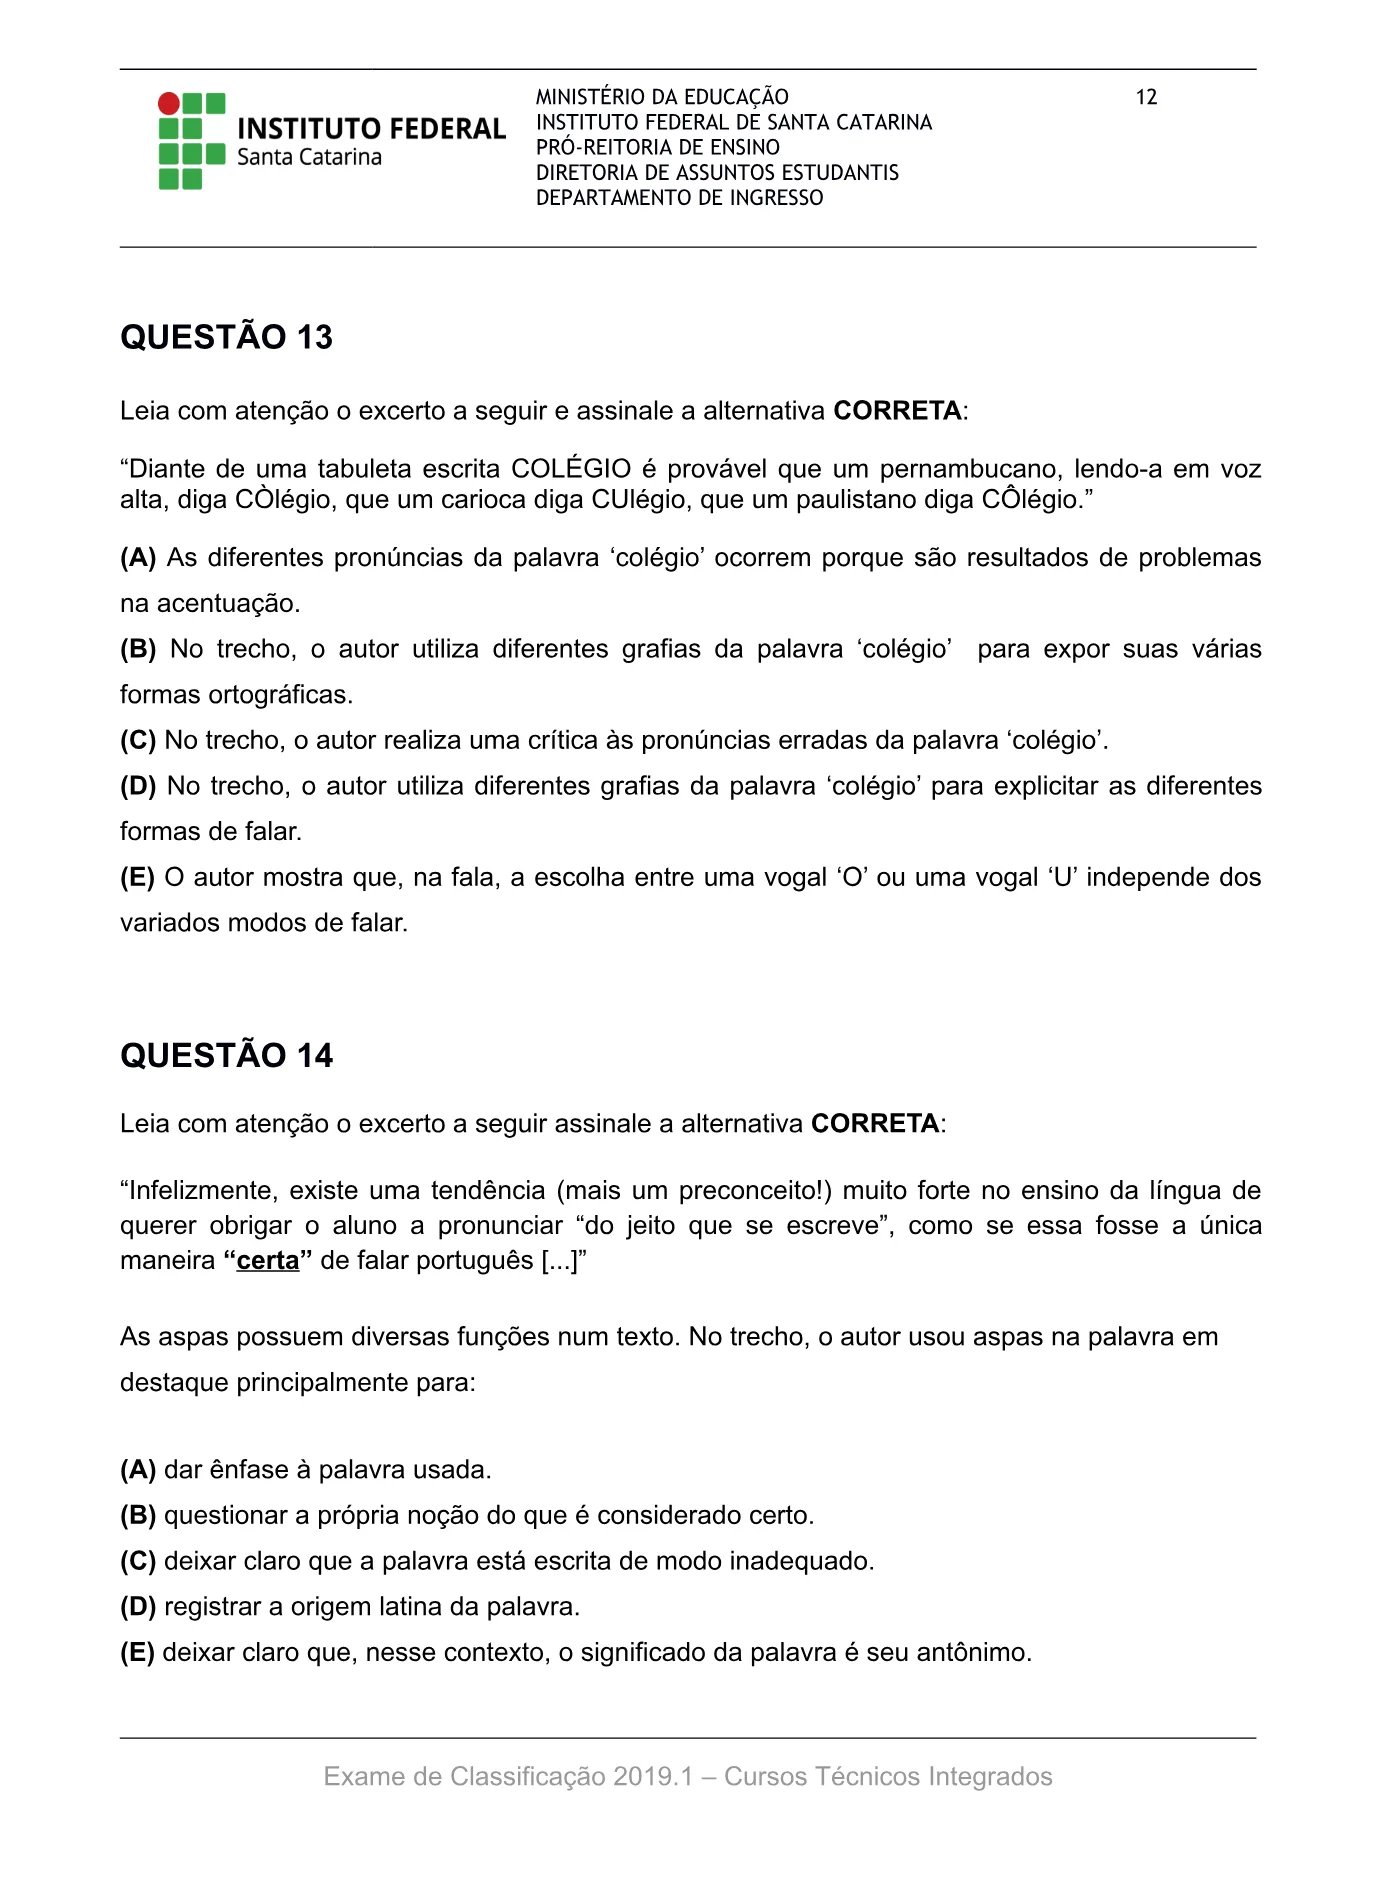 INSTITUTO FEDERAL
Santa Catarina
MINISTÉRIO DA EDUCAÇÃO
INSTITUTO FEDERAL DE SANTA CATARINA
PRÓ-REITORIA DE ENSINO
DIRETORIA DE ASSUNTOS ESTUDANTIS
DEPARTAMENTO DE INGRESSO
12
QUESTÃO 13
Leia com atenção o excerto a seguir e assinale a alternativa CORRETA:
“Diante de uma tabuleta escrita COLÉGIO é provável que um pernambucano, lendo-a em voz
alta, diga CÒlégio, que um carioca diga CUlégio, que um paulistano diga CÔlégio.”
(A) As diferentes pronúncias da palavra ‘colégio’ ocorrem porque são resultados de problemas
na acentuação.
(B) No trecho, o autor utiliza diferentes grafias da palavra ‘colégio’ para expor suas várias
formas ortográficas.
(C) No trecho, o autor realiza uma crítica às pronúncias erradas da palavra ‘colégio’.
(D) No trecho, o autor utiliza diferentes grafias da palavra ‘colégio’ para explicitar as diferentes
formas de falar.
(E) O autor mostra que, na fala, a escolha entre uma vogal ‘O’ ou uma vogal ‘U’ independe dos
variados modos de falar.
QUESTÃO 14
Leia com atenção o excerto a seguir assinale a alternativa CORRETA:
“Infelizmente, existe uma tendência (mais um preconceito!) muito forte no ensino da língua de
querer obrigar o aluno a pronunciar “do jeito que se escreve”, como se essa fosse a única
maneira “certa” de falar português [...]”
As aspas possuem diversas funções num texto. No trecho, o autor usou aspas na palavra em
destaque principalmente para:
(A) dar ênfase à palavra usada.
(B) questionar a própria noção do que é considerado certo.
(C) deixar claro que a palavra está escrita de modo inadequado.
(D) registrar a origem latina da palavra.
(E) deixar claro que, nesse contexto, o significado da palavra é seu antônimo.
Exame de Classificação 2019.1 – Cursos Técnicos Integrados